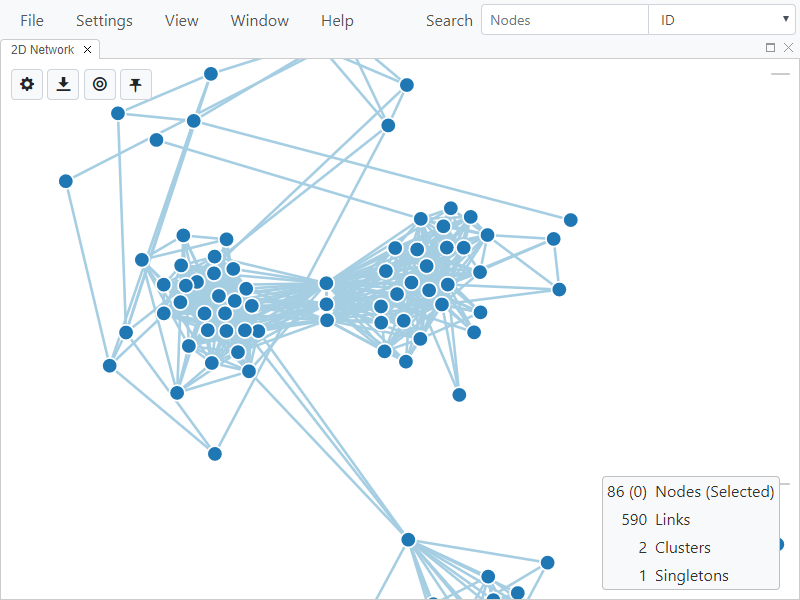 File Settings View Window Help Search Nodes ID
2D Network
86 (0) Nodes (Selected)
590 Links
2 Clusters
1 Singletons